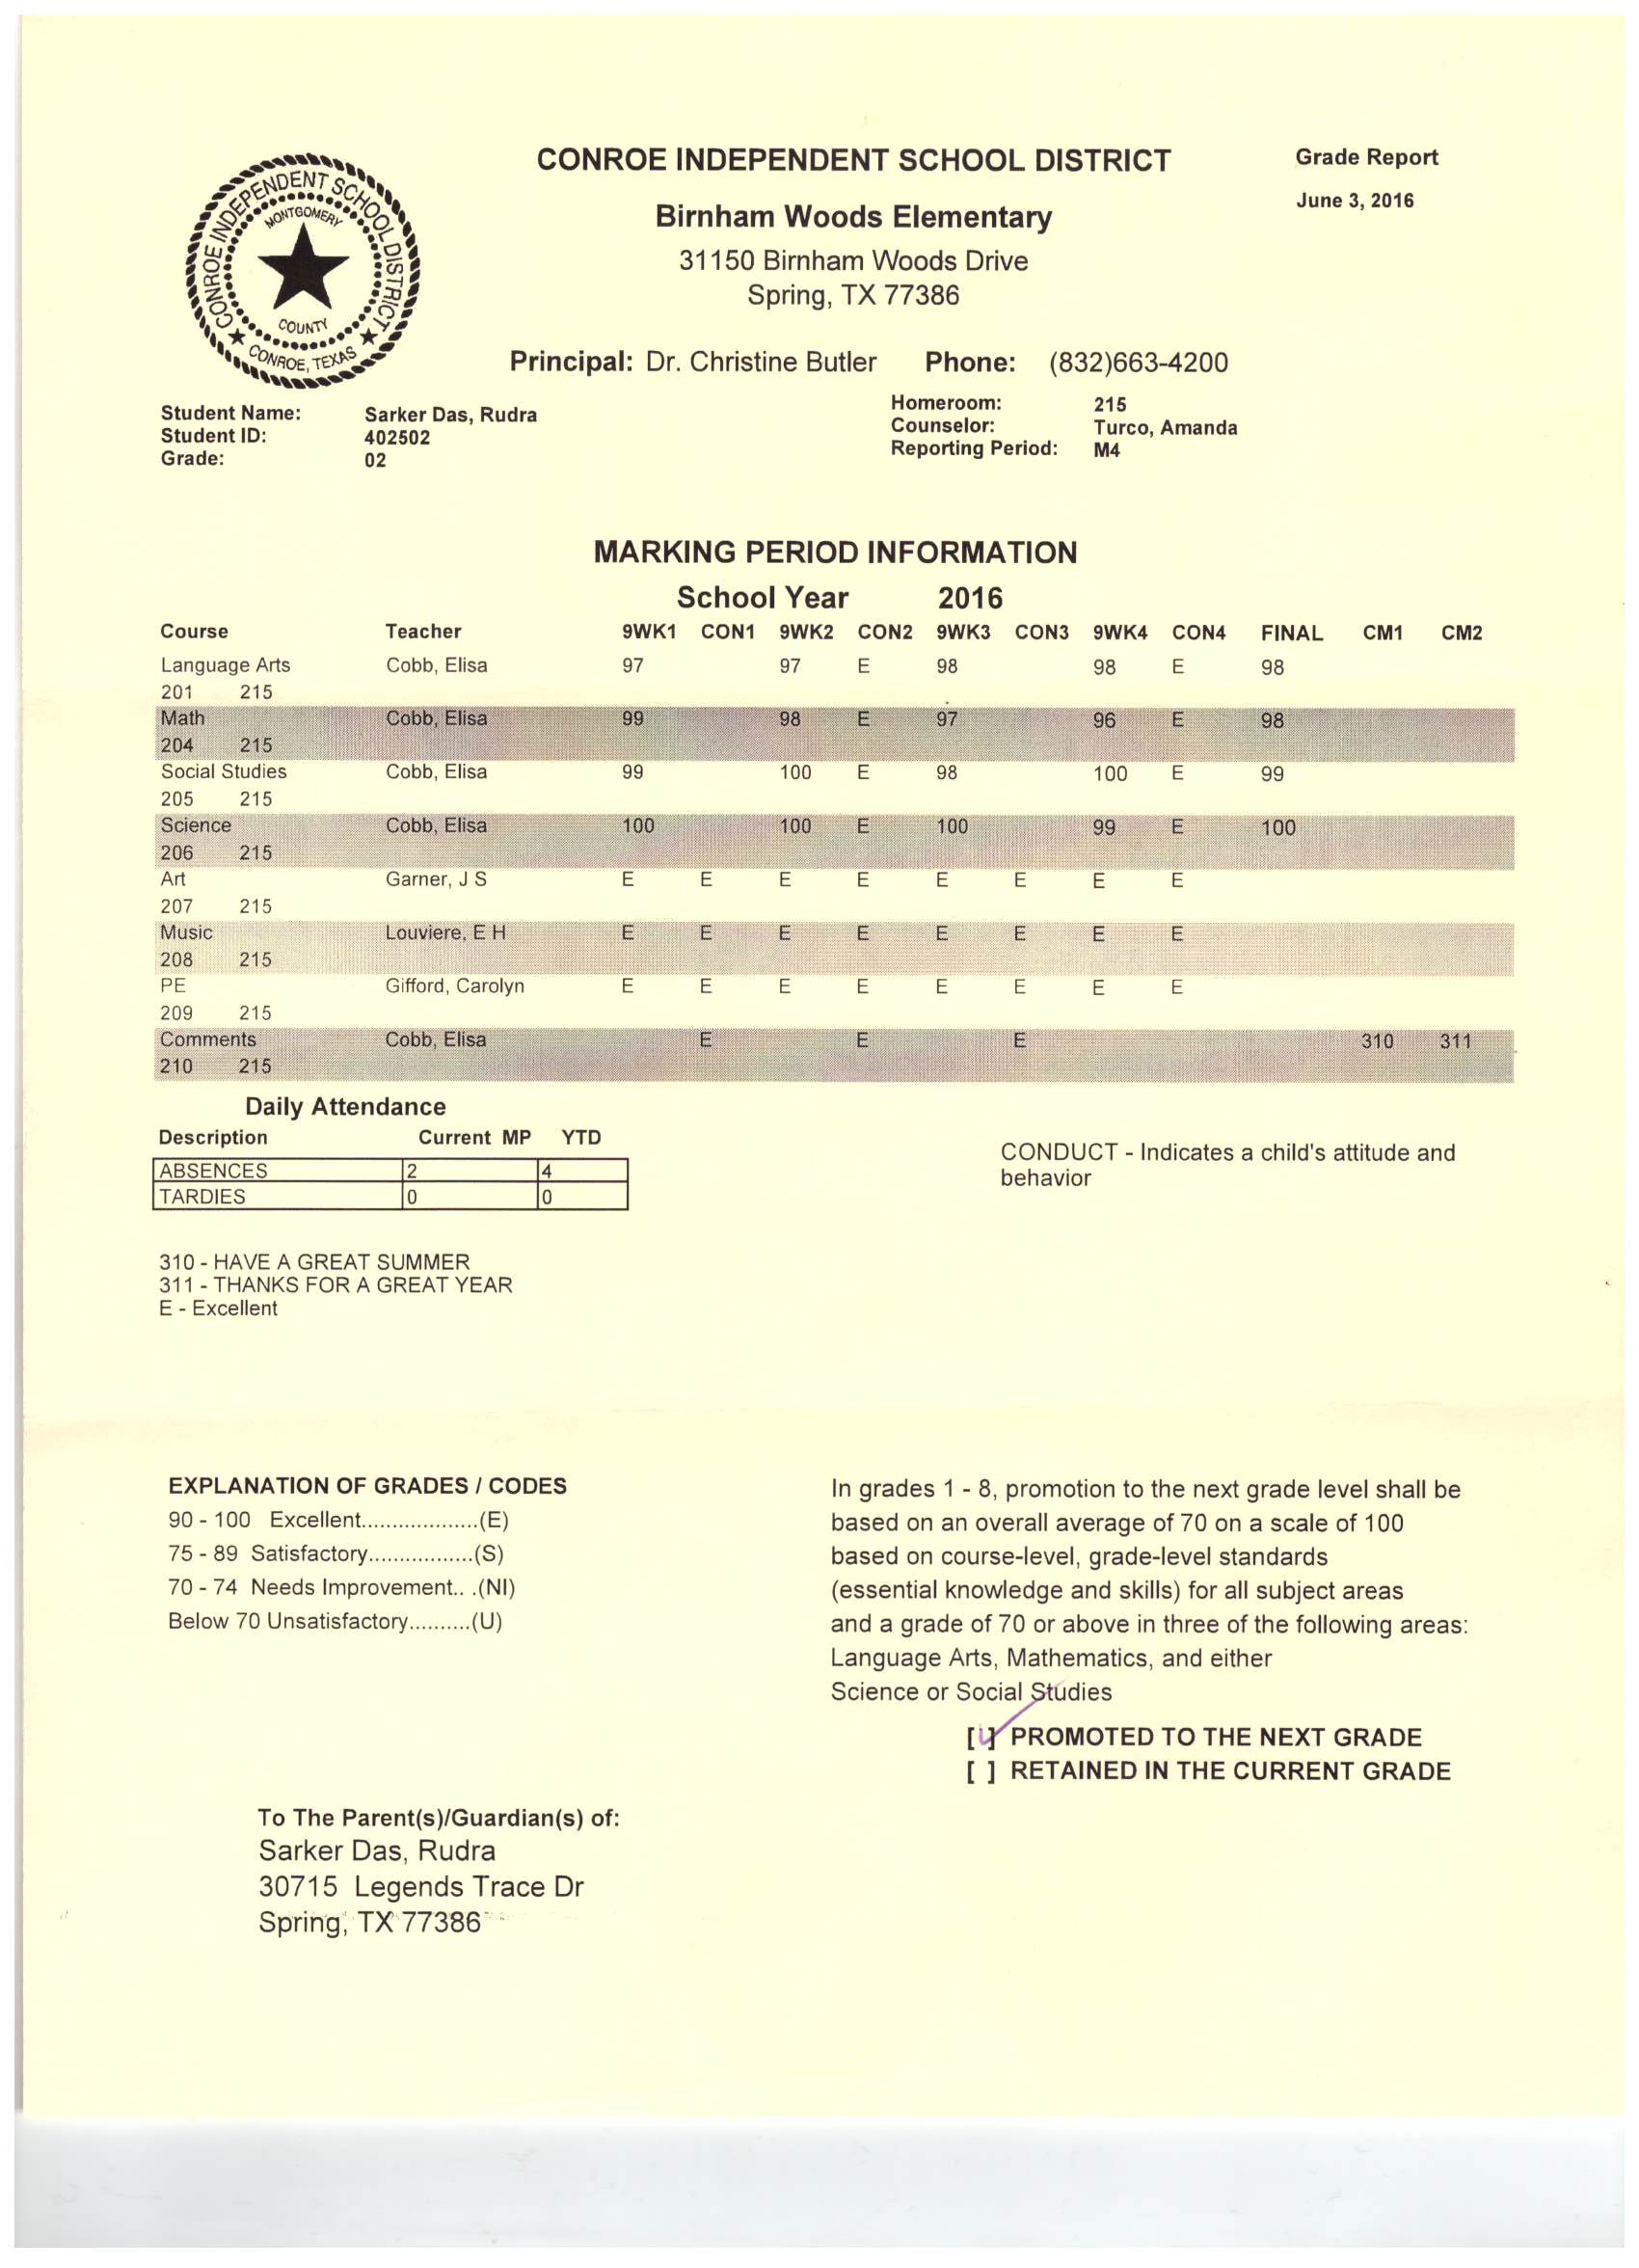 CONROE INDEPENDENT SCHOOL DISTRICT
MONTGOMERY
COUNTY
CONROE, TEXAS
CONROE INDEPENDENT SCHOOL DISTRICT
Grade Report
Birnham Woods Elementary
June 3, 2016
31150 Birnham Woods Drive
Spring, TX 77386
Principal: Dr. Christine Butler Phone: (832)663-4200
Student Name: Sarker Das, Rudra
Student ID: 402502
Grade: 02
Homeroom: 215
Counselor: Turco, Amanda
Reporting Period: M4
MARKING PERIOD INFORMATION
School Year 2016
Course Teacher 9WK1 CON1 9WK2 CON2 9WK3 CON3 9WK4 CON4 FINAL CM1 CM2
Language Arts Cobb, Elisa 97 97 E 98 98 E 98
201 215
Math Cobb, Elisa 99 98 E 97 96 E 98
204 215
Social Studies Cobb, Elisa 99 100 E 98 100 E 99
205 215
Science Cobb, Elisa 100 100 E 100 99 E 100
206 215
Art Garner, J S E E E E E E E E
207 215
Music Louviere, E H E E E E E E E E
208 215
PE Gifford, Carolyn E E E E E E E E
209 215
Comments Cobb, Elisa E E E 310 311
210 215
Daily Attendance
Description Current MP YTD
ABSENCES 2 4
TARDIES 0 0
CONDUCT - Indicates a child's attitude and
behavior
310 - HAVE A GREAT SUMMER
311 - THANKS FOR A GREAT YEAR
E - Excellent
EXPLANATION OF GRADES / CODES
90 - 100 Excellent..................(E)
75 - 89 Satisfactory................(S)
70 - 74 Needs Improvement.. .(NI)
Below 70 Unsatisfactory..........(U)
In grades 1 - 8, promotion to the next grade level shall be
based on an overall average of 70 on a scale of 100
based on course-level, grade-level standards
(essential knowledge and skills) for all subject areas
and a grade of 70 or above in three of the following areas:
Language Arts, Mathematics, and either
Science or Social Studies
[✓] PROMOTED TO THE NEXT GRADE
[ ] RETAINED IN THE CURRENT GRADE
To The Parent(s)/Guardian(s) of:
Sarker Das, Rudra
30715 Legends Trace Dr
Spring, TX 77386